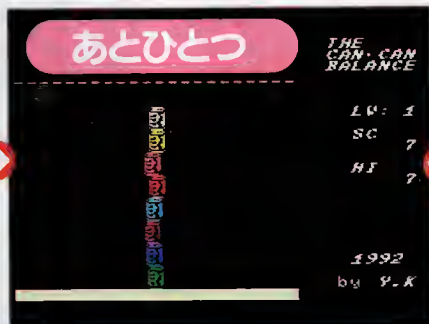 あとひとつ
THE
CAN・CAN
BALANCE
LV: 1
SC
7
HI
7
1992
by Y.K